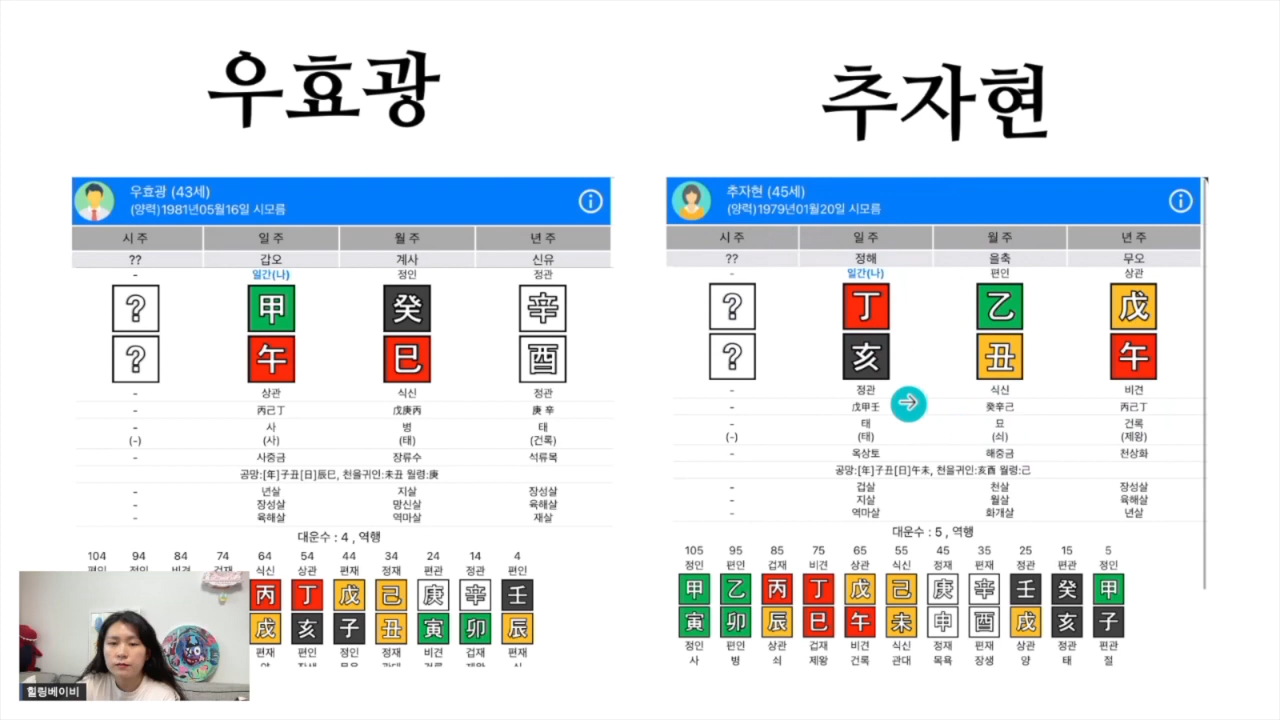 우효광
추자현
우효광 (43세)
(양력)1981년05월16일 시모름
시주 일주 월주 년주
?? 갑오 계사 신유
- 일간(나) 정인 정관
? 甲 癸 辛
? 午 巳 酉
- 상관 식신 정관
- 丙己丁 戊庚丙 庚 辛
- 사 병 태
(-) (사) (태) (건록)
- 사중금 장류수 석류목
공망:[年]子丑[日]辰巳, 천을귀인:未丑 월령:庚
- 년살 지살 장성살
- 장성살 망신살 육해살
- 육해살 역마살 재살
대운수 : 4 , 역행
104 94 84 74 64 54 44 34 24 14 4
식신 상관 편재 정재 편관 정관 편인
丙 丁 戊 己 庚 辛 壬
戌 亥 子 丑 寅 卯 辰
편재 편인 정인 정재 비견 겁재 편재
힐링베이비
추자현 (45세)
(양력)1979년01월20일 시모름
시주 일주 월주 년주
?? 정해 을축 무오
- 일간(나) 편인 상관
? 丁 乙 戊
? 亥 丑 午
- 정관 식신 비견
- 戊甲壬 癸辛己 丙己丁
- 태 묘 건록
(-) (태) (쇠) (제왕)
- 옥상토 해중금 천상화
공망:[年]子丑[日]午未, 천을귀인:亥酉 월령:己
- 겁살 천살 장성살
- 지살 월살 육해살
- 역마살 화개살 년살
대운수 : 5 , 역행
105 95 85 75 65 55 45 35 25 15 5
정인 편인 겁재 비견 상관 식신 정재 편재 정관 편관 정인
甲 乙 丙 丁 戊 己 庚 辛 壬 癸 甲
寅 卯 辰 巳 午 未 申 酉 戌 亥 子
정인 편인 상관 겁재 비견 식신 정재 편재 상관 정관 편관
사 병 쇠 제왕 건록 관대 목욕 장생 양 태 절